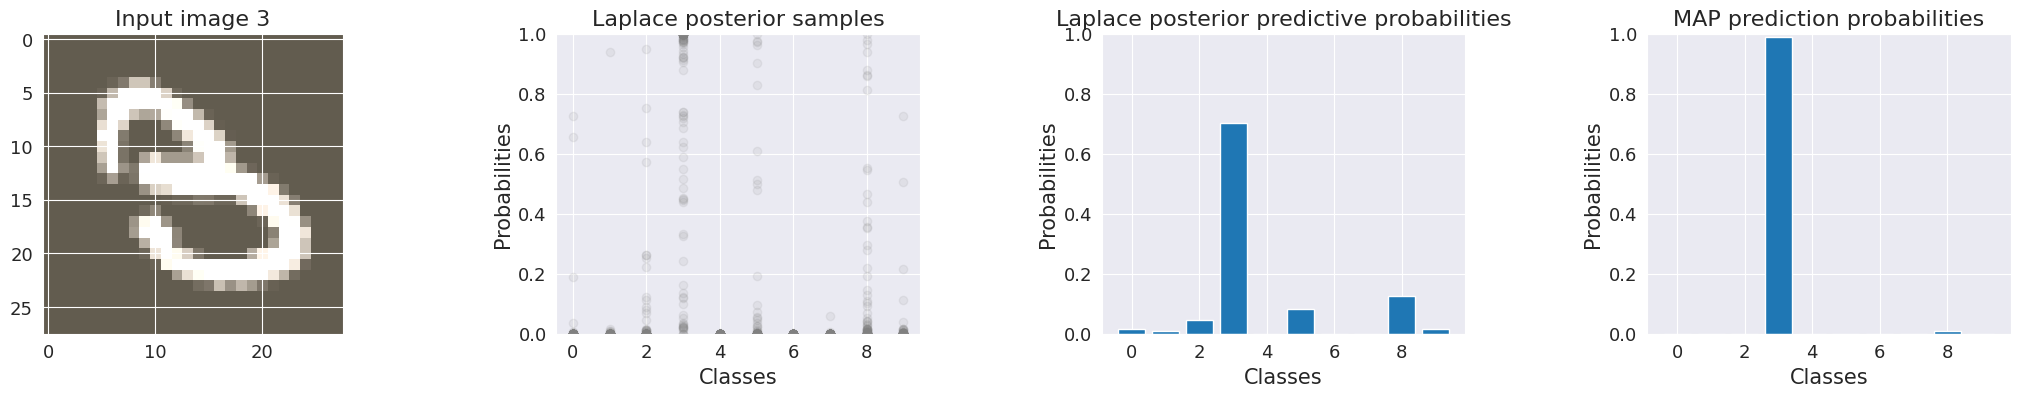 Input image 3
0
5
10
15
20
25
0 10 20
Laplace posterior samples
Probabilities
1.0
0.8
0.6
0.4
0.2
0.0
0 2 4 6 8
Classes
Laplace posterior predictive probabilities
Probabilities
1.0
0.8
0.6
0.4
0.2
0.0
0 2 4 6 8
Classes
MAP prediction probabilities
Probabilities
1.0
0.8
0.6
0.4
0.2
0.0
0 2 4 6 8
Classes
3